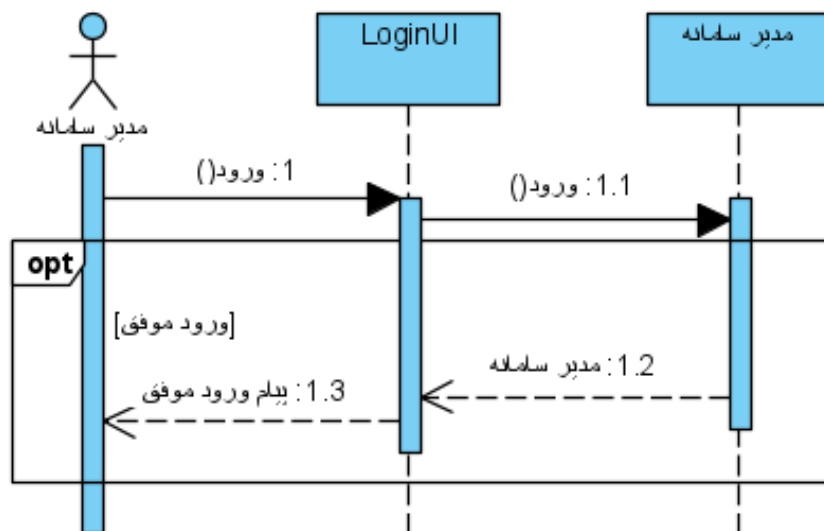 LoginUI
مدیر سامانه
مدیر سامانه
1: ورود()
1.1: ورود()
opt
[ورود موفق]
1.2: مدیر سامانه
1.3: پیام ورود موفق